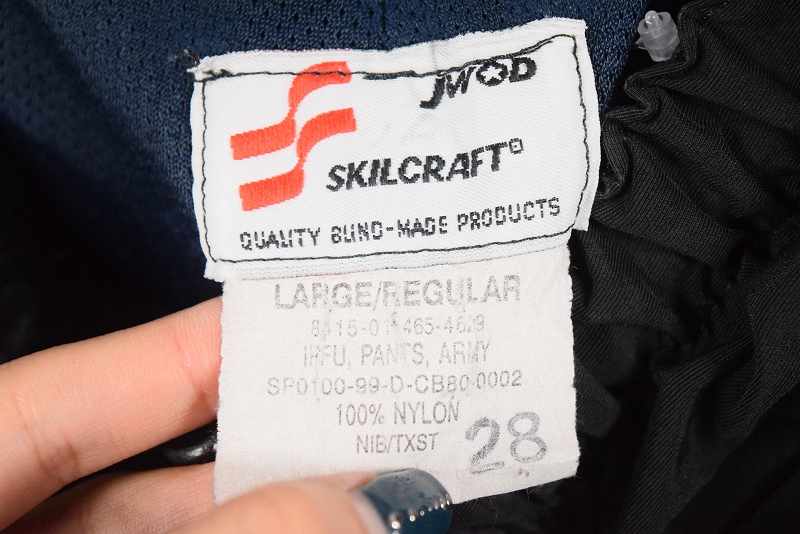 JWOD
SKILCRAFT
QUALITY BLIND-MADE PRODUCTS
LARGE/REGULAR
IPFU, PANTS, ARMY
SP0100-99-D-CB80-0002
100% NYLON
NIB/TXST
28